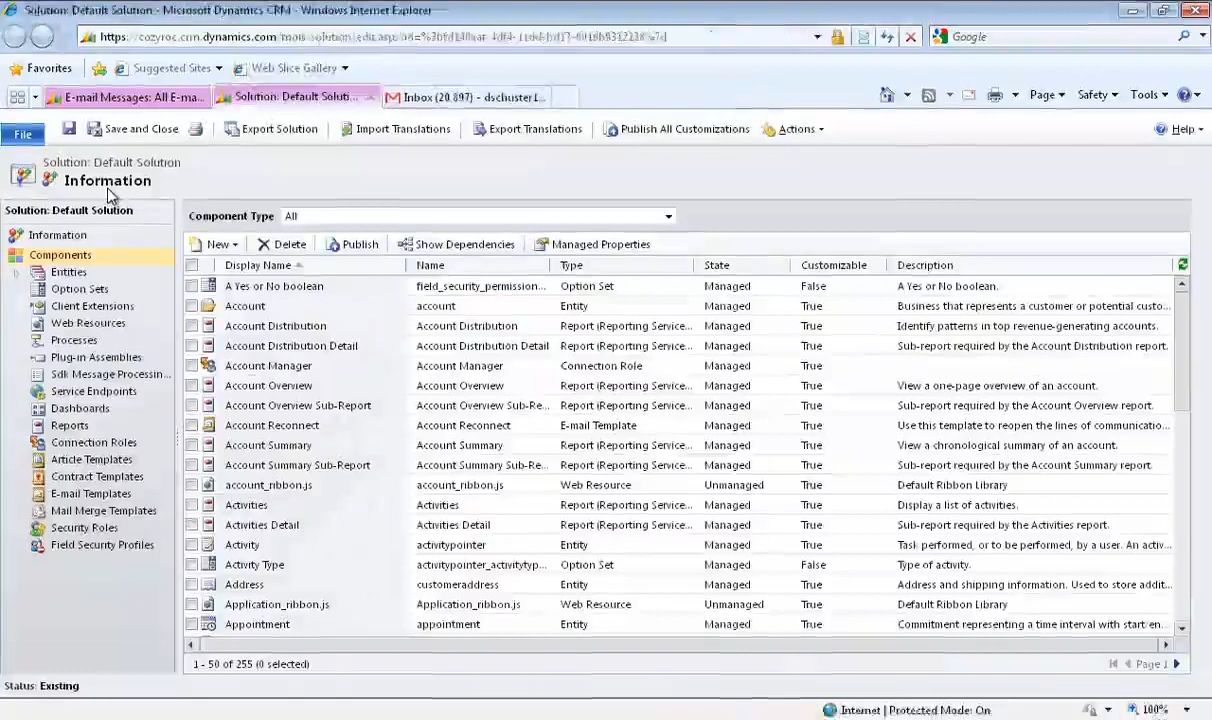 Solution: Default Solution - Microsoft Dynamics CRM - Windows Internet Explorer
Google
Favorites Suggested Sites Web Slice Gallery
E-mail Messages: All E-ma... Solution: Default Soluti... Inbox (20 897) - dschuster1... Page Safety Tools
File Save and Close Export Solution Import Translations Export Translations Publish All Customizations Actions Help
Solution: Default Solution
Information
Solution: Default Solution
Information
Components
Entities
Option Sets
Client Extensions
Web Resources
Processes
Plug-in Assemblies
Sdk Message Processin...
Service Endpoints
Dashboards
Reports
Connection Roles
Article Templates
Contract Templates
E-mail Templates
Mail Merge Templates
Security Roles
Field Security Profiles
Component Type All
New Delete Publish Show Dependencies Managed Properties
Display Name Name Type State Customizable Description
A Yes or No boolean field_security_permission... Option Set Managed False A Yes or No boolean.
Account account Entity Managed True Business that represents a customer or potential custo...
Account Distribution Account Distribution Report (Reporting Service... Managed True Identify patterns in top revenue-generating accounts.
Account Distribution Detail Account Distribution Detail Report (Reporting Service... Managed True Sub-report required by the Account Distribution report.
Account Manager Account Manager Connection Role Managed True
Account Overview Account Overview Report (Reporting Service... Managed True View a one-page overview of an account.
Account Overview Sub-Report Account Overview Sub-Re... Report (Reporting Service... Managed True Sub-report required by the Account Overview report.
Account Reconnect Account Reconnect E-mail Template Managed True Use this template to reopen the lines of communicatio...
Account Summary Account Summary Report (Reporting Service... Managed True View a chronological summary of an account.
Account Summary Sub-Report Account Summary Sub-Re... Report (Reporting Service... Managed True Sub-report required by the Account Summary report.
account_ribbon.js account_ribbon.js Web Resource Unmanaged True Default Ribbon Library
Activities Activities Report (Reporting Service... Managed True Display a list of activities.
Activities Detail Activities Detail Report (Reporting Service... Managed True Sub-report required by the Activities report.
Activity activitypointer Entity Managed True Task performed, or to be performed, by a user. An activ...
Activity Type activitypointer_activitytyp... Option Set Managed False Type of activity.
Address customeraddress Entity Managed True Address and shipping information. Used to store addit...
Application_ribbon.js Application_ribbon.js Web Resource Unmanaged True Default Ribbon Library
Appointment appointment Entity Managed True Commitment representing a time interval with start/en...
1 - 50 of 255 (0 selected) Page 1
Status: Existing
Internet | Protected Mode: On 100%